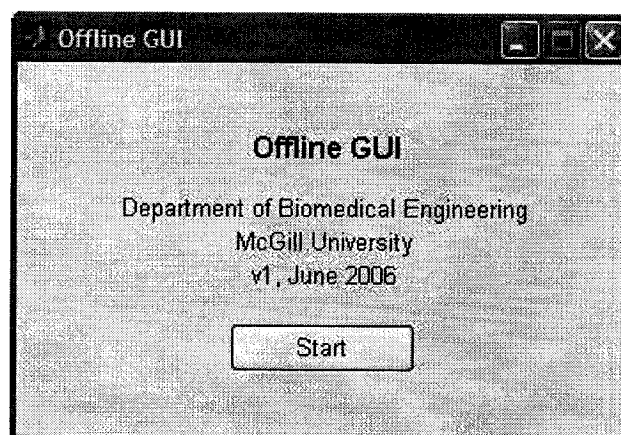 Offline GUI
Offline GUI
Department of Biomedical Engineering
McGill University
v1, June 2006
Start